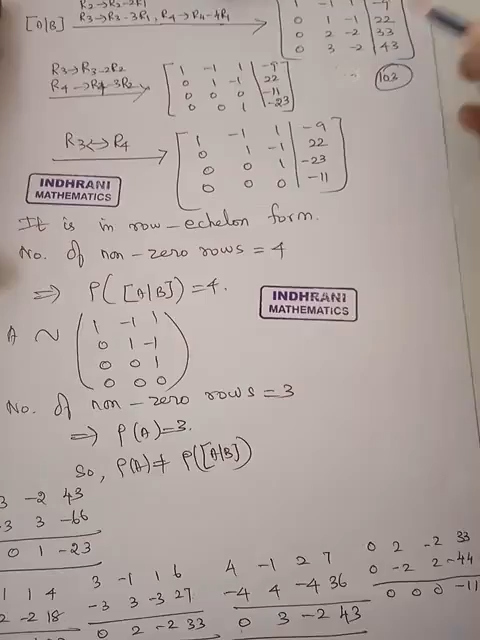 R2→R2-2R1
[O|B] R3→R3-3R1, R4→R4-4R1
1 -1 1 -9
0 1 -1 22
0 2 -2 33
0 3 -2 43
103
R3→R3-2R2
R4→R4-3R2
1 -1 1 -9
0 1 -1 22
0 0 0 -11
0 0 1 -23
R3↔R4
1 -1 1 -9
0 1 -1 22
0 0 1 -23
0 0 0 -11
INDHRANI
MATHEMATICS
It is in row-echelon form.
No. of non-zero rows = 4
⇒ ρ([A|B]) = 4.
INDHRANI
MATHEMATICS
A ~
1 -1 1
0 1 -1
0 0 1
0 0 0
No. of non-zero rows = 3
⇒ ρ(A) = 3.
So, ρ(A) ≠ ρ([A|B])
3 -2 43
-3 3 -66
0 1 -23
1 1 4
2 -2 18
3 -1 1 6
-3 3 -3 27
0 2 -2 33
4 -1 2 7
-4 4 -4 36
0 3 -2 43
0 2 -2 33
0 -2 2 -44
0 0 0 -11